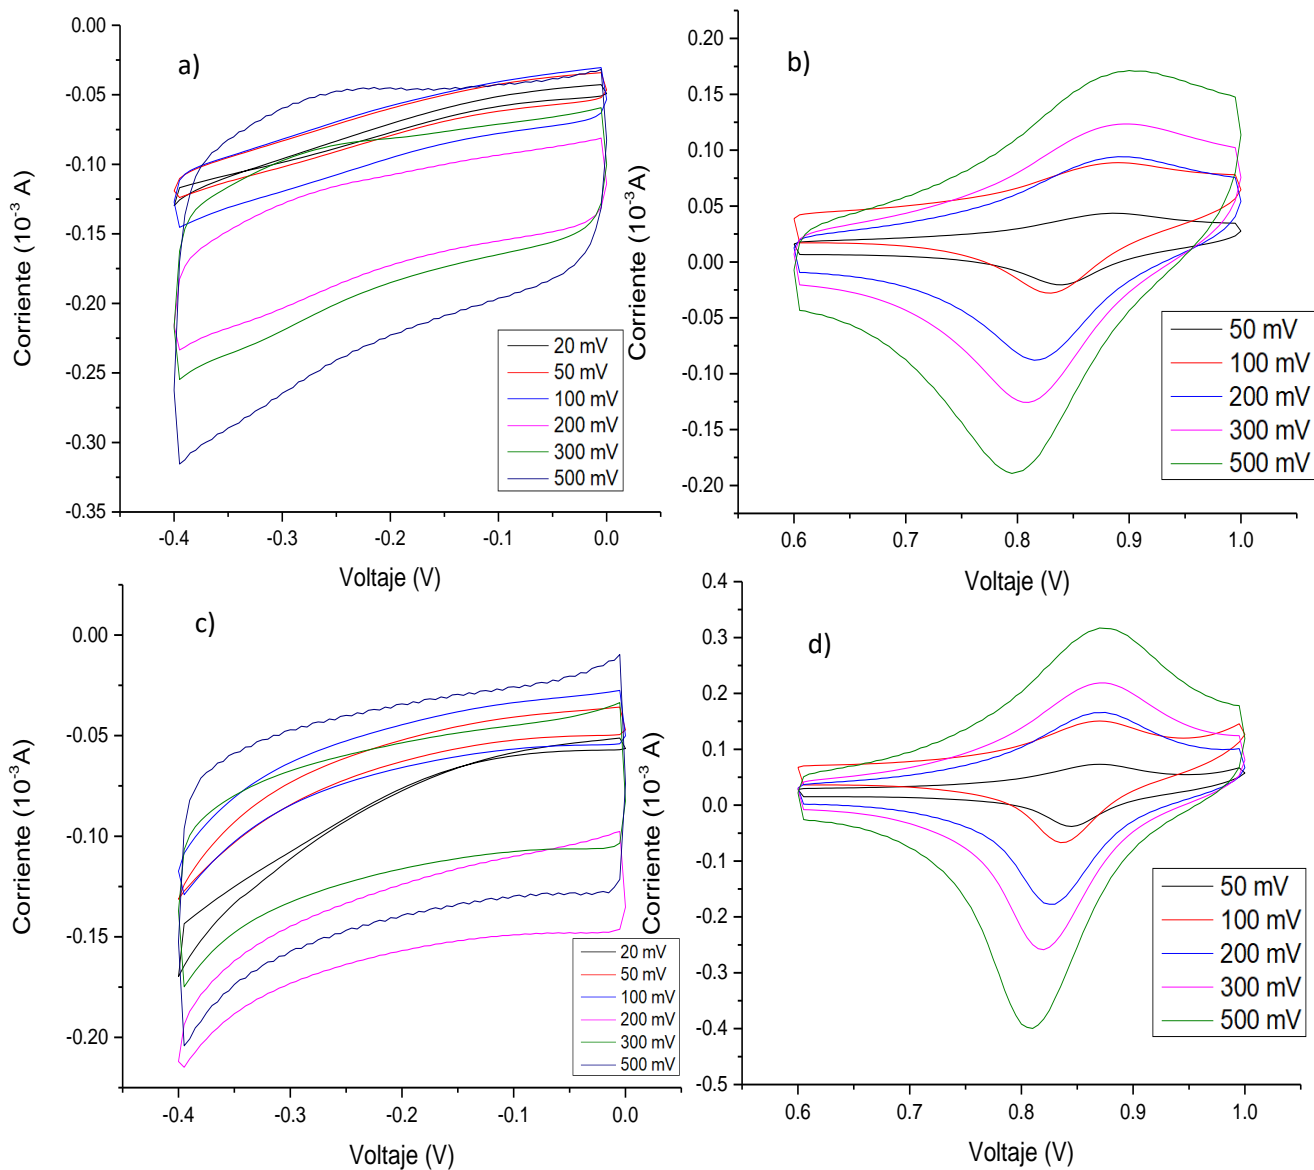 a)
0.00
-0.05
-0.10
-0.15
-0.20
-0.25
-0.30
-0.35
Corriente (10⁻³ A)
-0.4
-0.3
-0.2
-0.1
0.0
Voltaje (V)
20 mV
50 mV
100 mV
200 mV
300 mV
500 mV
b)
0.20
0.15
0.10
0.05
0.00
-0.05
-0.10
-0.15
-0.20
Corriente (10⁻³A)
0.6
0.7
0.8
0.9
1.0
Voltaje (V)
50 mV
100 mV
200 mV
300 mV
500 mV
c)
0.00
-0.05
-0.10
-0.15
-0.20
Corriente (10⁻³A)
-0.4
-0.3
-0.2
-0.1
0.0
Voltaje (V)
20 mV
50 mV
100 mV
200 mV
300 mV
500 mV
d)
0.4
0.3
0.2
0.1
0.0
-0.1
-0.2
-0.3
-0.4
-0.5
Corriente (10⁻³ A)
0.6
0.7
0.8
0.9
1.0
Voltaje (V)
50 mV
100 mV
200 mV
300 mV
500 mV